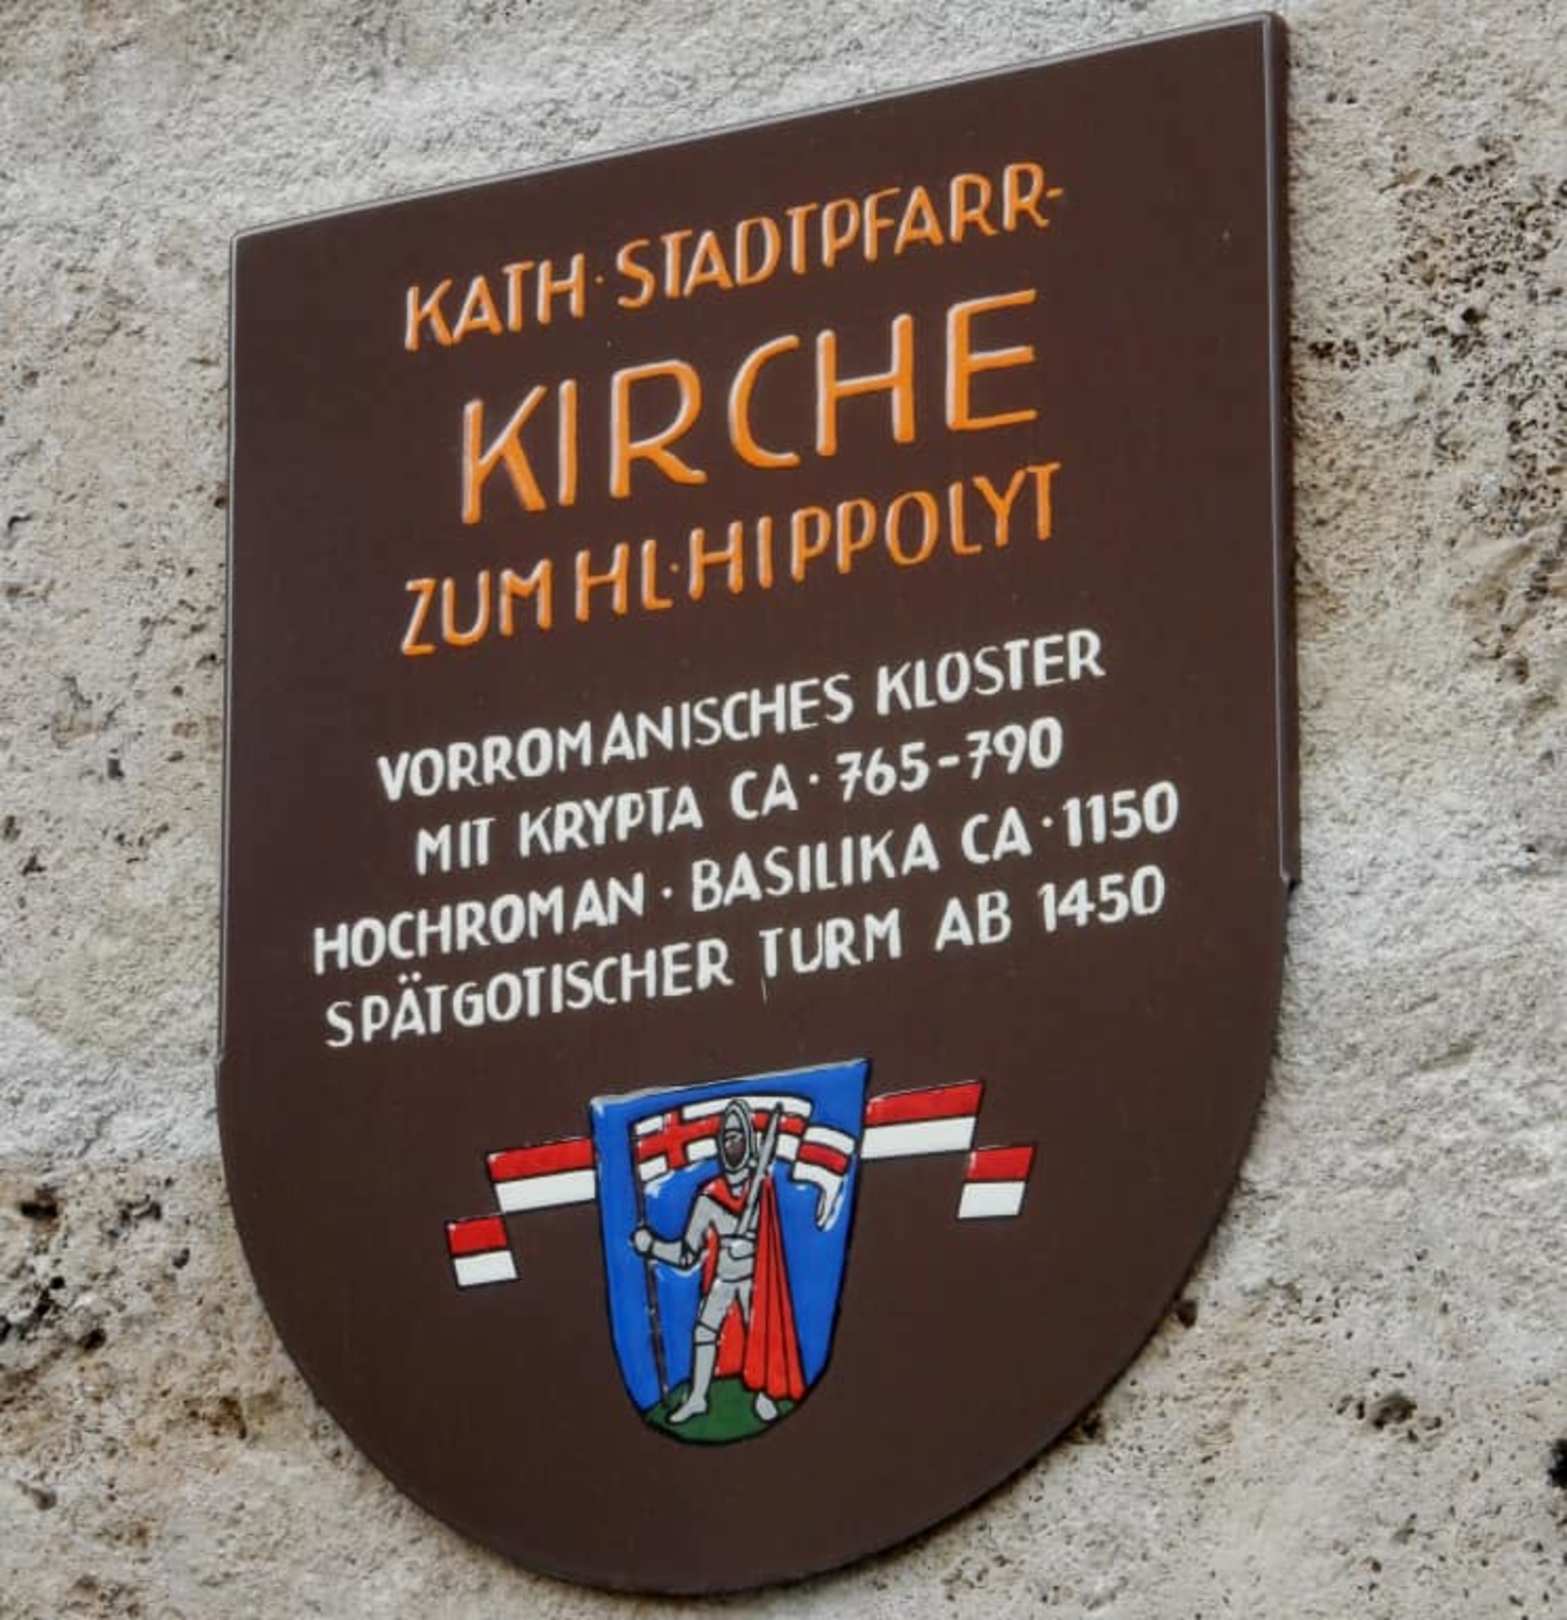 KATH·STADTPFARR-
KIRCHE
ZUM HL·HIPPOLYT
VORROMANISCHES KLOSTER
MIT KRYPTA CA·765-790
HOCHROMAN·BASILIKA CA·1150
SPÄTGOTISCHER TURM AB 1450